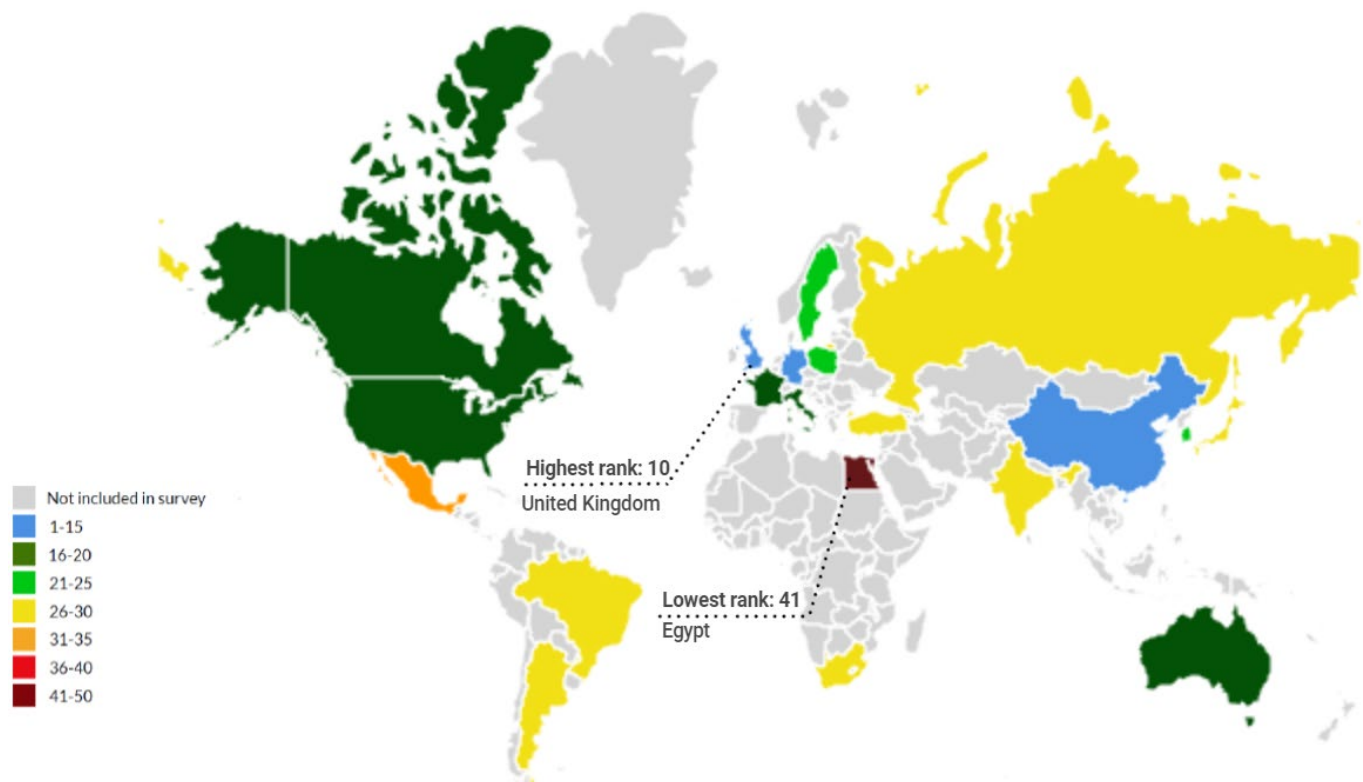 Highest rank: 10
United Kingdom
Not included in survey
1-15
16-20
21-25
26-30
31-35
36-40
41-50
Lowest rank: 41
Egypt